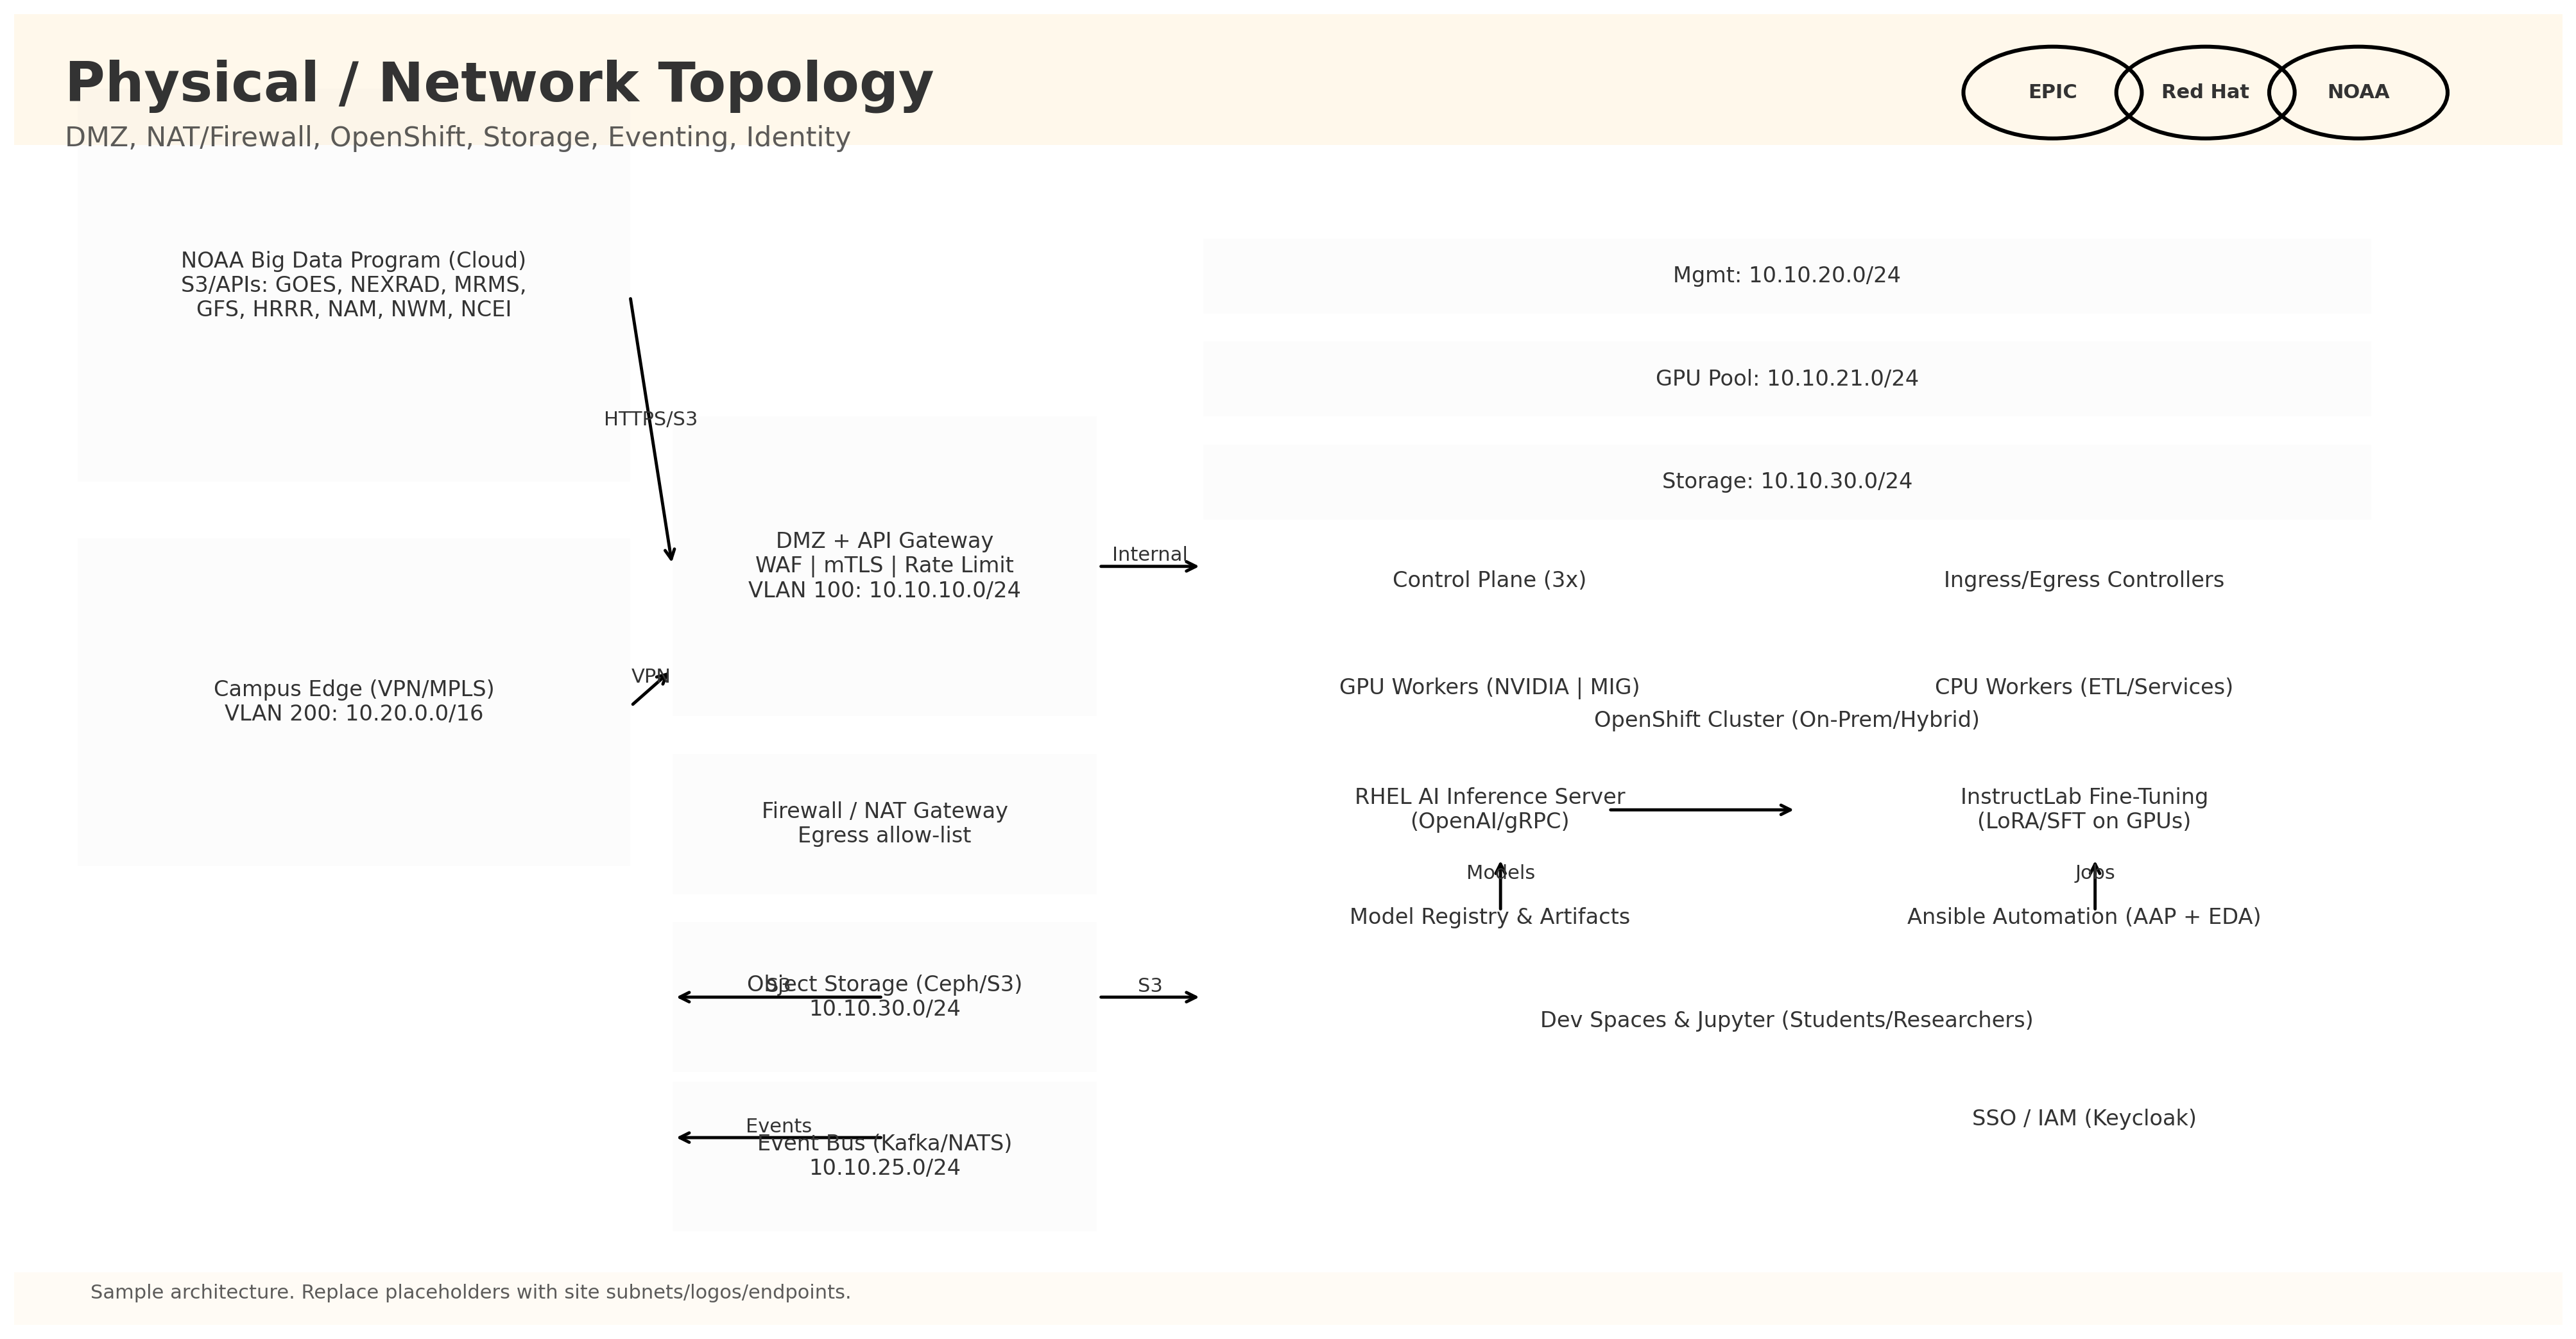 Physical / Network Topology
DMZ, NAT/Firewall, OpenShift, Storage, Eventing, Identity
EPIC
Red Hat
NOAA
NOAA Big Data Program (Cloud)
S3/APIs: GOES, NEXRAD, MRMS,
GFS, HRRR, NAM, NWM, NCEI
HTTPS/S3
Campus Edge (VPN/MPLS)
VLAN 200: 10.20.0.0/16
VPN
DMZ + API Gateway
WAF | mTLS | Rate Limit
VLAN 100: 10.10.10.0/24
Internal
Firewall / NAT Gateway
Egress allow-list
Object Storage (Ceph/S3)
10.10.30.0/24
S3
S3
Events
Event Bus (Kafka/NATS)
10.10.25.0/24
Mgmt: 10.10.20.0/24
GPU Pool: 10.10.21.0/24
Storage: 10.10.30.0/24
Control Plane (3x)
Ingress/Egress Controllers
GPU Workers (NVIDIA | MIG)
CPU Workers (ETL/Services)
OpenShift Cluster (On-Prem/Hybrid)
RHEL AI Inference Server
(OpenAI/gRPC)
InstructLab Fine-Tuning
(LoRA/SFT on GPUs)
Models
Jobs
Model Registry & Artifacts
Ansible Automation (AAP + EDA)
Dev Spaces & Jupyter (Students/Researchers)
SSO / IAM (Keycloak)
Sample architecture. Replace placeholders with site subnets/logos/endpoints.